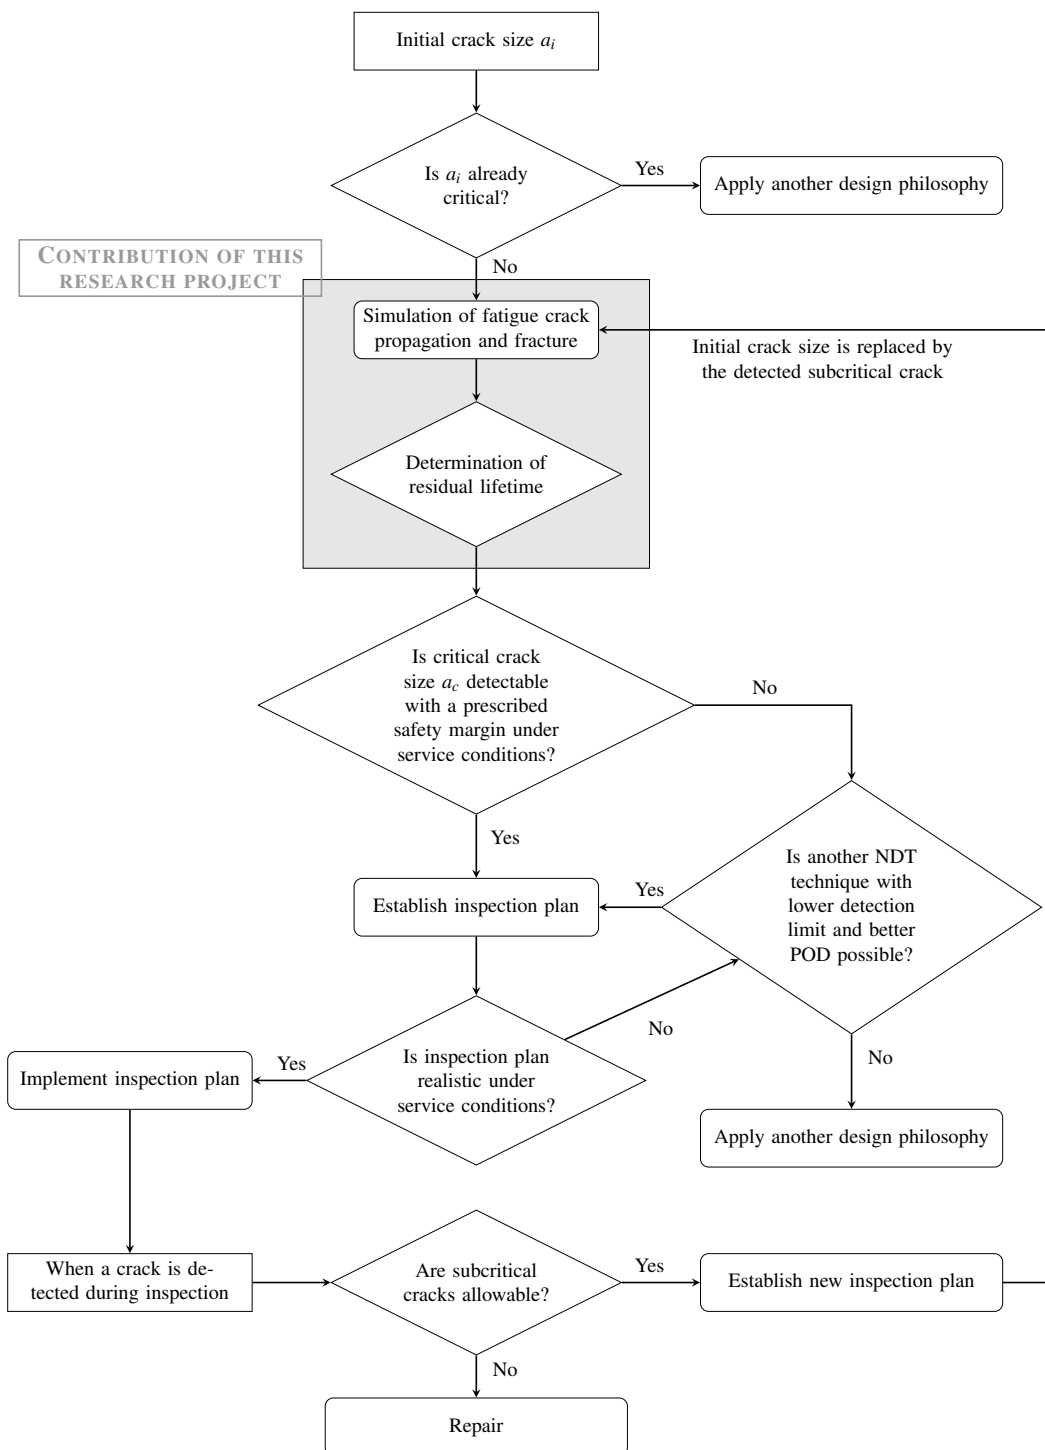 Initial crack size a_i
Is a_i already
critical?
Yes
Apply another design philosophy
CONTRIBUTION OF THIS
RESEARCH PROJECT
No
Simulation of fatigue crack
propagation and fracture
Initial crack size is replaced by
the detected subcritical crack
Determination of
residual lifetime
Is critical crack
size a_c detectable
with a prescribed
safety margin under
service conditions?
No
Yes
Is another NDT
technique with
lower detection
limit and better
POD possible?
Yes
Establish inspection plan
No
Is inspection plan
realistic under
service conditions?
Yes
Implement inspection plan
No
Apply another design philosophy
When a crack is de-
tected during inspection
Are subcritical
cracks allowable?
Yes
Establish new inspection plan
No
Repair